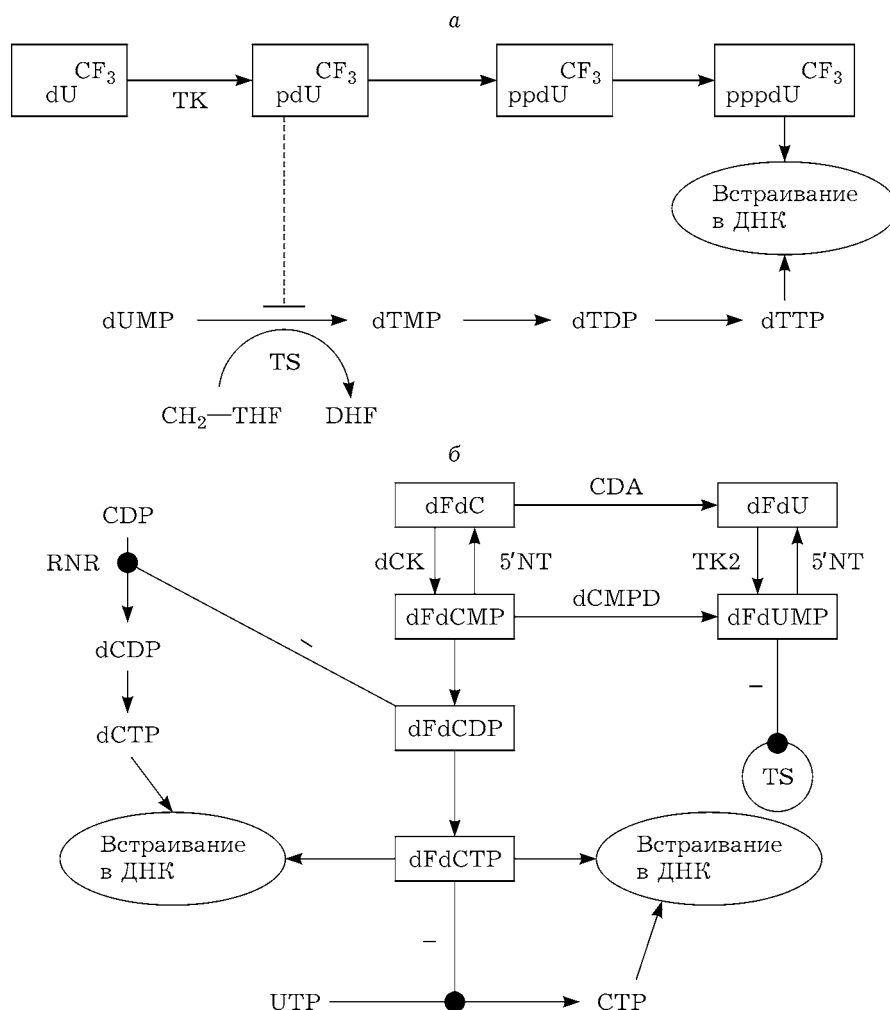 а
dU CF₃
TK
pdU CF₃
ppdU CF₃
pppdU CF₃
Встраивание
в ДНК
dUMP
dTMP
dTDP
dTTP
TS
CH₂—THF
DHF
б
CDP
RNR
dCDP
dCTP
Встраивание
в ДНК
dFdC
CDA
dFdU
dCK
5′NT
TK2
5′NT
dFdCMP
dCMPD
dFdUMP
–
–
dFdCDP
TS
dFdCTP
Встраивание
в ДНК
–
UTP
CTP